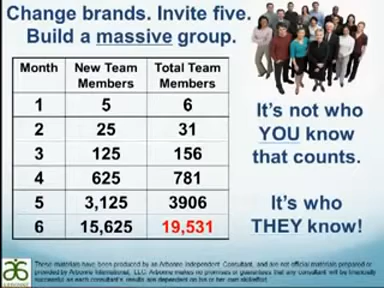 Change brands. Invite five.
Build a massive group.
Month New Team Members Total Team Members
1 5 6
2 25 31
3 125 156
4 625 781
5 3,125 3906
6 15,625 19,531
It's not who
YOU know
that counts.
It's who
THEY know!
These materials have been produced by an Arbonne Independent Consultant, and are not official materials prepared or
provided by Arbonne International, LLC. Arbonne makes no promises or guarantees that any consultant will be financially
successful as each consultant's results are dependent on his or her own skill/effort.
ARBONNE